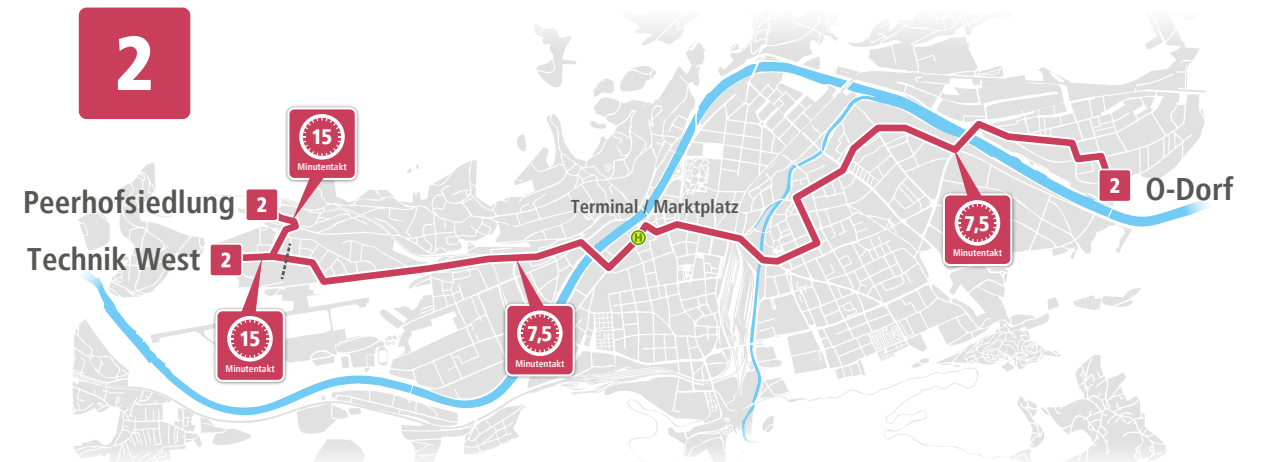 2
15
Minutentakt
Peerhofsiedlung 2
Terminal / Marktplatz
2 O-Dorf
7,5
Minutentakt
Technik West 2
15
Minutentakt
7,5
Minutentakt
H